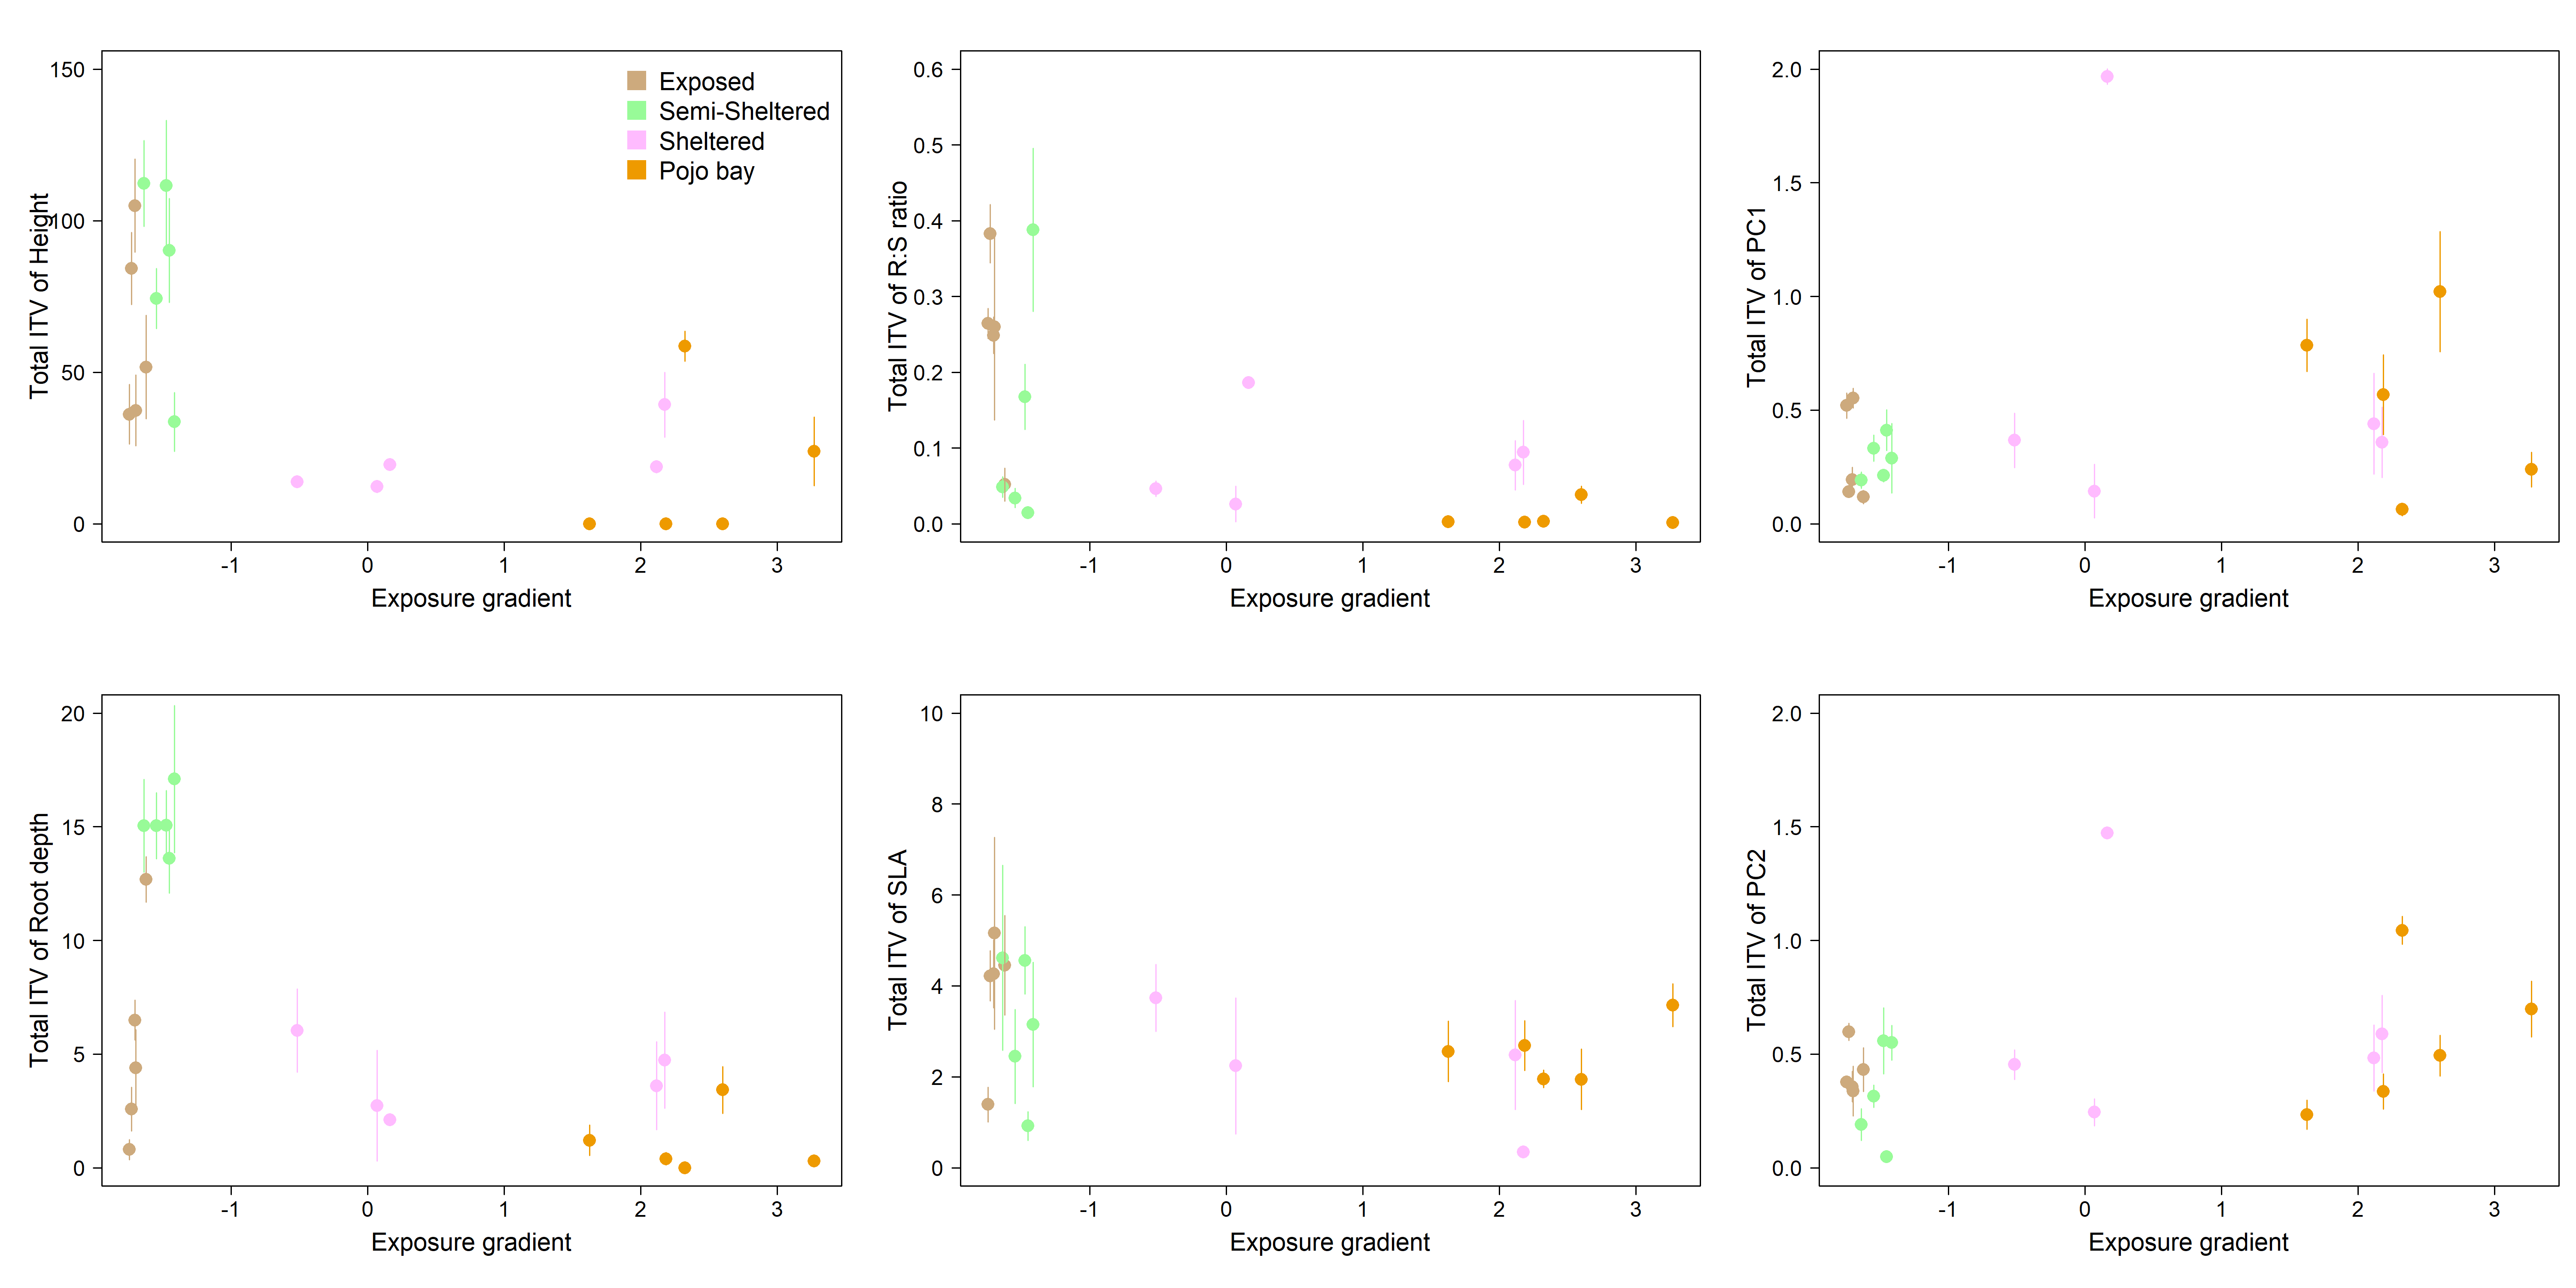 Total ITV of Height
150
100
50
0
Exposed
Semi-Sheltered
Sheltered
Pojo bay
-1 0 1 2 3
Exposure gradient
Total ITV of R:S ratio
0.6
0.5
0.4
0.3
0.2
0.1
0.0
-1 0 1 2 3
Exposure gradient
Total ITV of PC1
2.0
1.5
1.0
0.5
0.0
-1 0 1 2 3
Exposure gradient
Total ITV of Root depth
20
15
10
5
0
-1 0 1 2 3
Exposure gradient
Total ITV of SLA
10
8
6
4
2
0
-1 0 1 2 3
Exposure gradient
Total ITV of PC2
2.0
1.5
1.0
0.5
0.0
-1 0 1 2 3
Exposure gradient